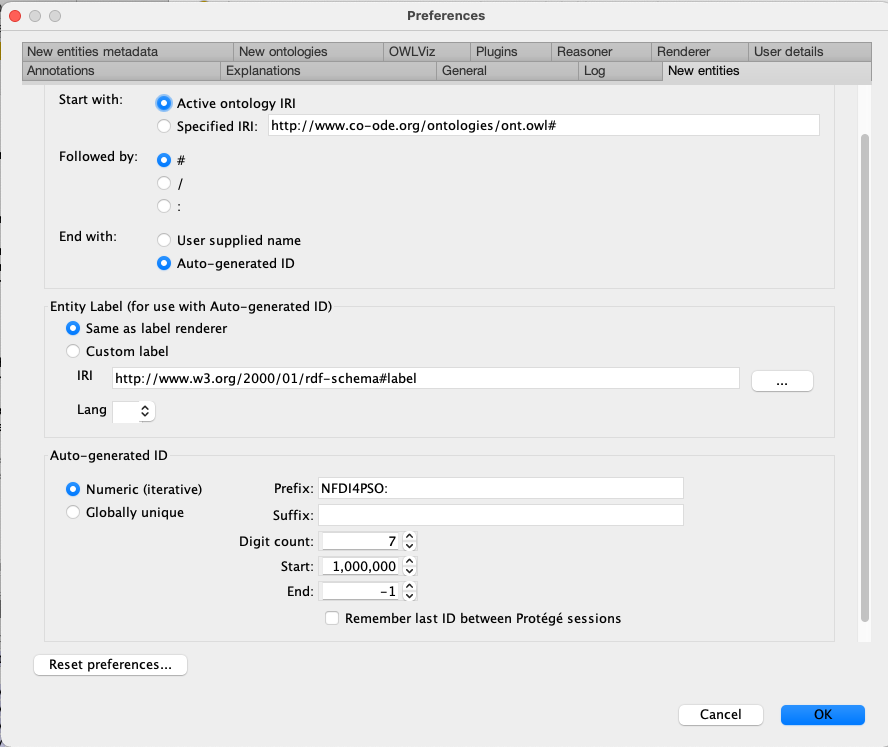 Preferences
New entities metadata New ontologies OWLViz Plugins Reasoner Renderer User details
Annotations Explanations General Log New entities
Start with: Active ontology IRI
Specified IRI: http://www.co-ode.org/ontologies/ont.owl#
Followed by: #
/
:
End with: User supplied name
Auto-generated ID
Entity Label (for use with Auto-generated ID)
Same as label renderer
Custom label
IRI http://www.w3.org/2000/01/rdf-schema#label ...
Lang
Auto-generated ID
Numeric (iterative) Prefix: NFDI4PSO:
Globally unique Suffix:
Digit count: 7
Start: 1,000,000
End: -1
Remember last ID between Protégé sessions
Reset preferences...
Cancel OK